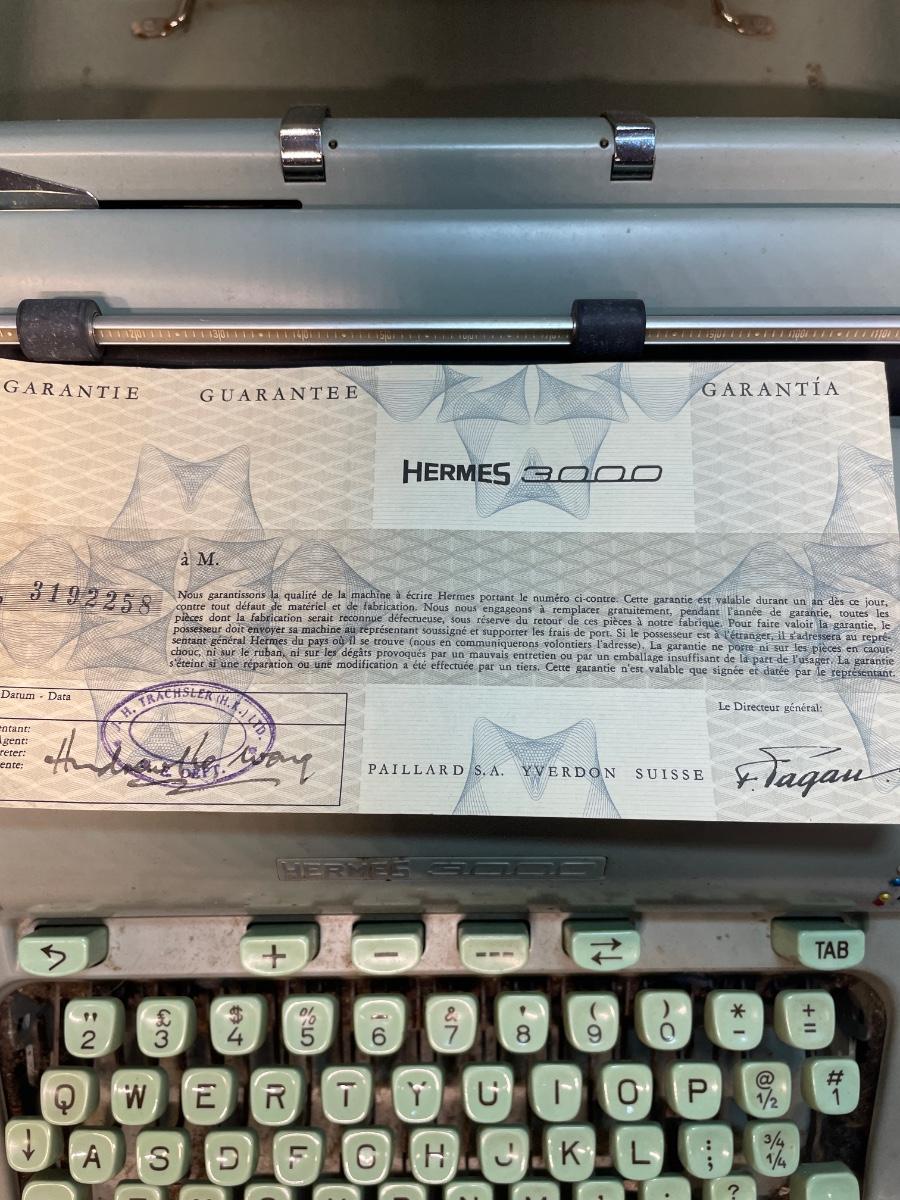 GARANTIE GUARANTEE GARANTÍA
HERMES 3000
à M.
3192258
Nous garantissons la qualité de la machine à écrire Hermes portant le numéro ci-contre. Cette garantie est valable durant un an dès ce jour,
contre tout défaut de matériel et de fabrication. Nous nous engageons à remplacer gratuitement, pendant l'année de garantie, toutes les
pièces dont la fabrication serait reconnue défectueuse, sous réserve du retour de ces pièces à notre fabrique. Pour faire valoir la garantie, le
possesseur doit envoyer sa machine au représentant soussigné et supporter les frais de port. Si le possesseur est à l'étranger, il s'adressera au repré-
sentant général Hermes du pays où il se trouve (nous en communiquerons volontiers l'adresse). La garantie ne porte ni sur les pièces en caout-
chouc, ni sur le ruban, ni sur les dégâts provoqués par un mauvais entretien ou par un emballage insuffisant de la part de l'usager. La garantie
s'éteint si une réparation ou une modification a été effectuée par un tiers. Cette garantie n'est valable que signée et datée par le représentant.
Datum - Data
ntant:
Agent:
reter:
ente:
J. H. TRACHSLER (H.K.) LTD.
DEPT.
Wong
Le Directeur général:
PAILLARD S.A. YVERDON SUISSE
HERMES 3000
+ − --- ⇄ TAB
" £ $ % _ & ' ( ) * +
2 3 4 5 6 7 8 9 0 - =
Q W E R T Y U I O P @ ½ # 1
↓ A S D F G H J K L : ; ¾ ¼
?